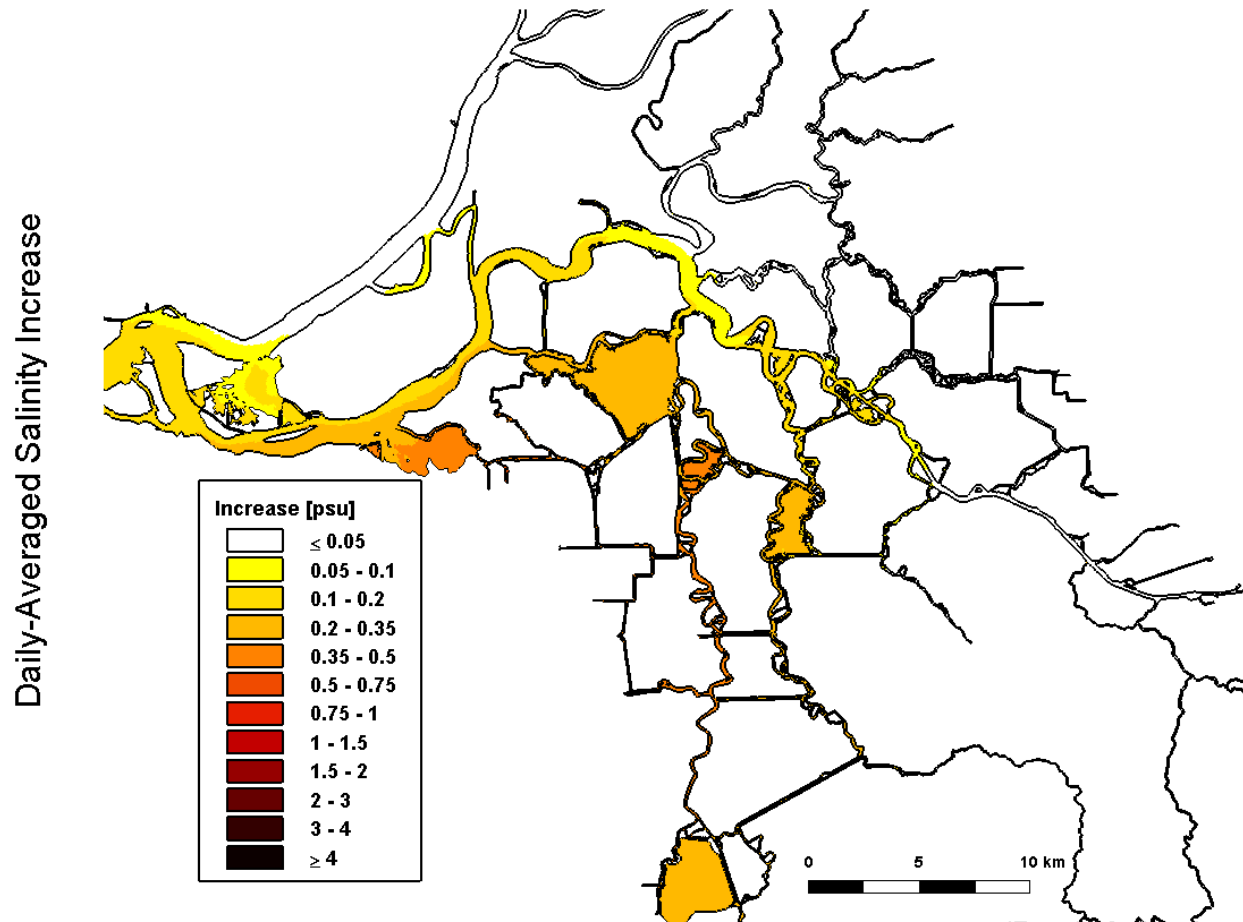 Daily-Averaged Salinity Increase
Increase [psu]
≤ 0.05
0.05 - 0.1
0.1 - 0.2
0.2 - 0.35
0.35 - 0.5
0.5 - 0.75
0.75 - 1
1 - 1.5
1.5 - 2
2 - 3
3 - 4
≥ 4
0 5 10 km